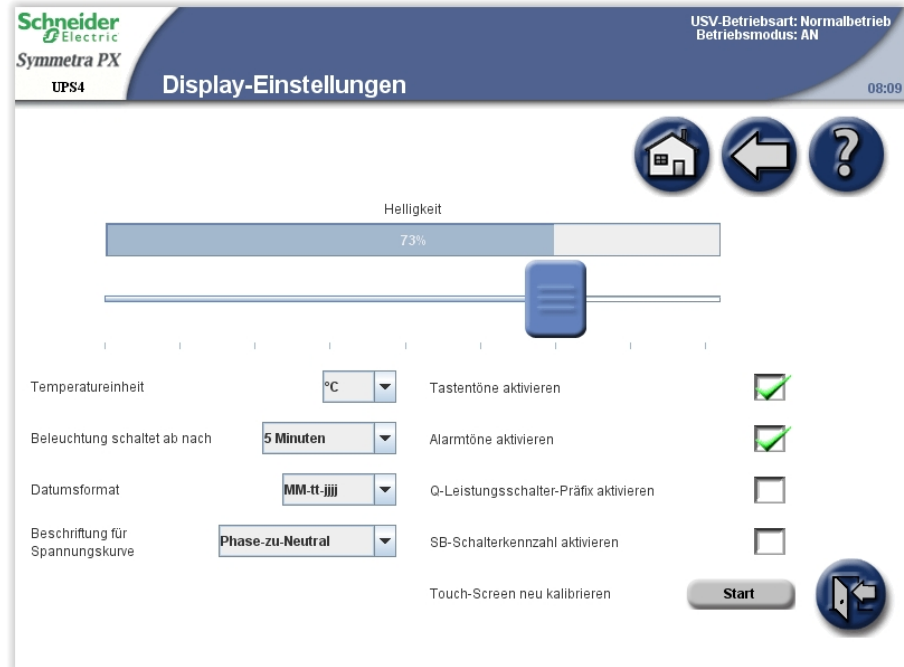 Schneider
Electric
Symmetra PX
UPS4
Display-Einstellungen
USV-Betriebsart: Normalbetrieb
Betriebsmodus: AN
08:09
?
Helligkeit
73%
Temperatureinheit
°C
Tastentöne aktivieren
Beleuchtung schaltet ab nach
5 Minuten
Alarmtöne aktivieren
Datumsformat
MM-tt-jjjj
Q-Leistungsschalter-Präfix aktivieren
Beschriftung für
Spannungskurve
Phase-zu-Neutral
SB-Schalterkennzahl aktivieren
Touch-Screen neu kalibrieren
Start